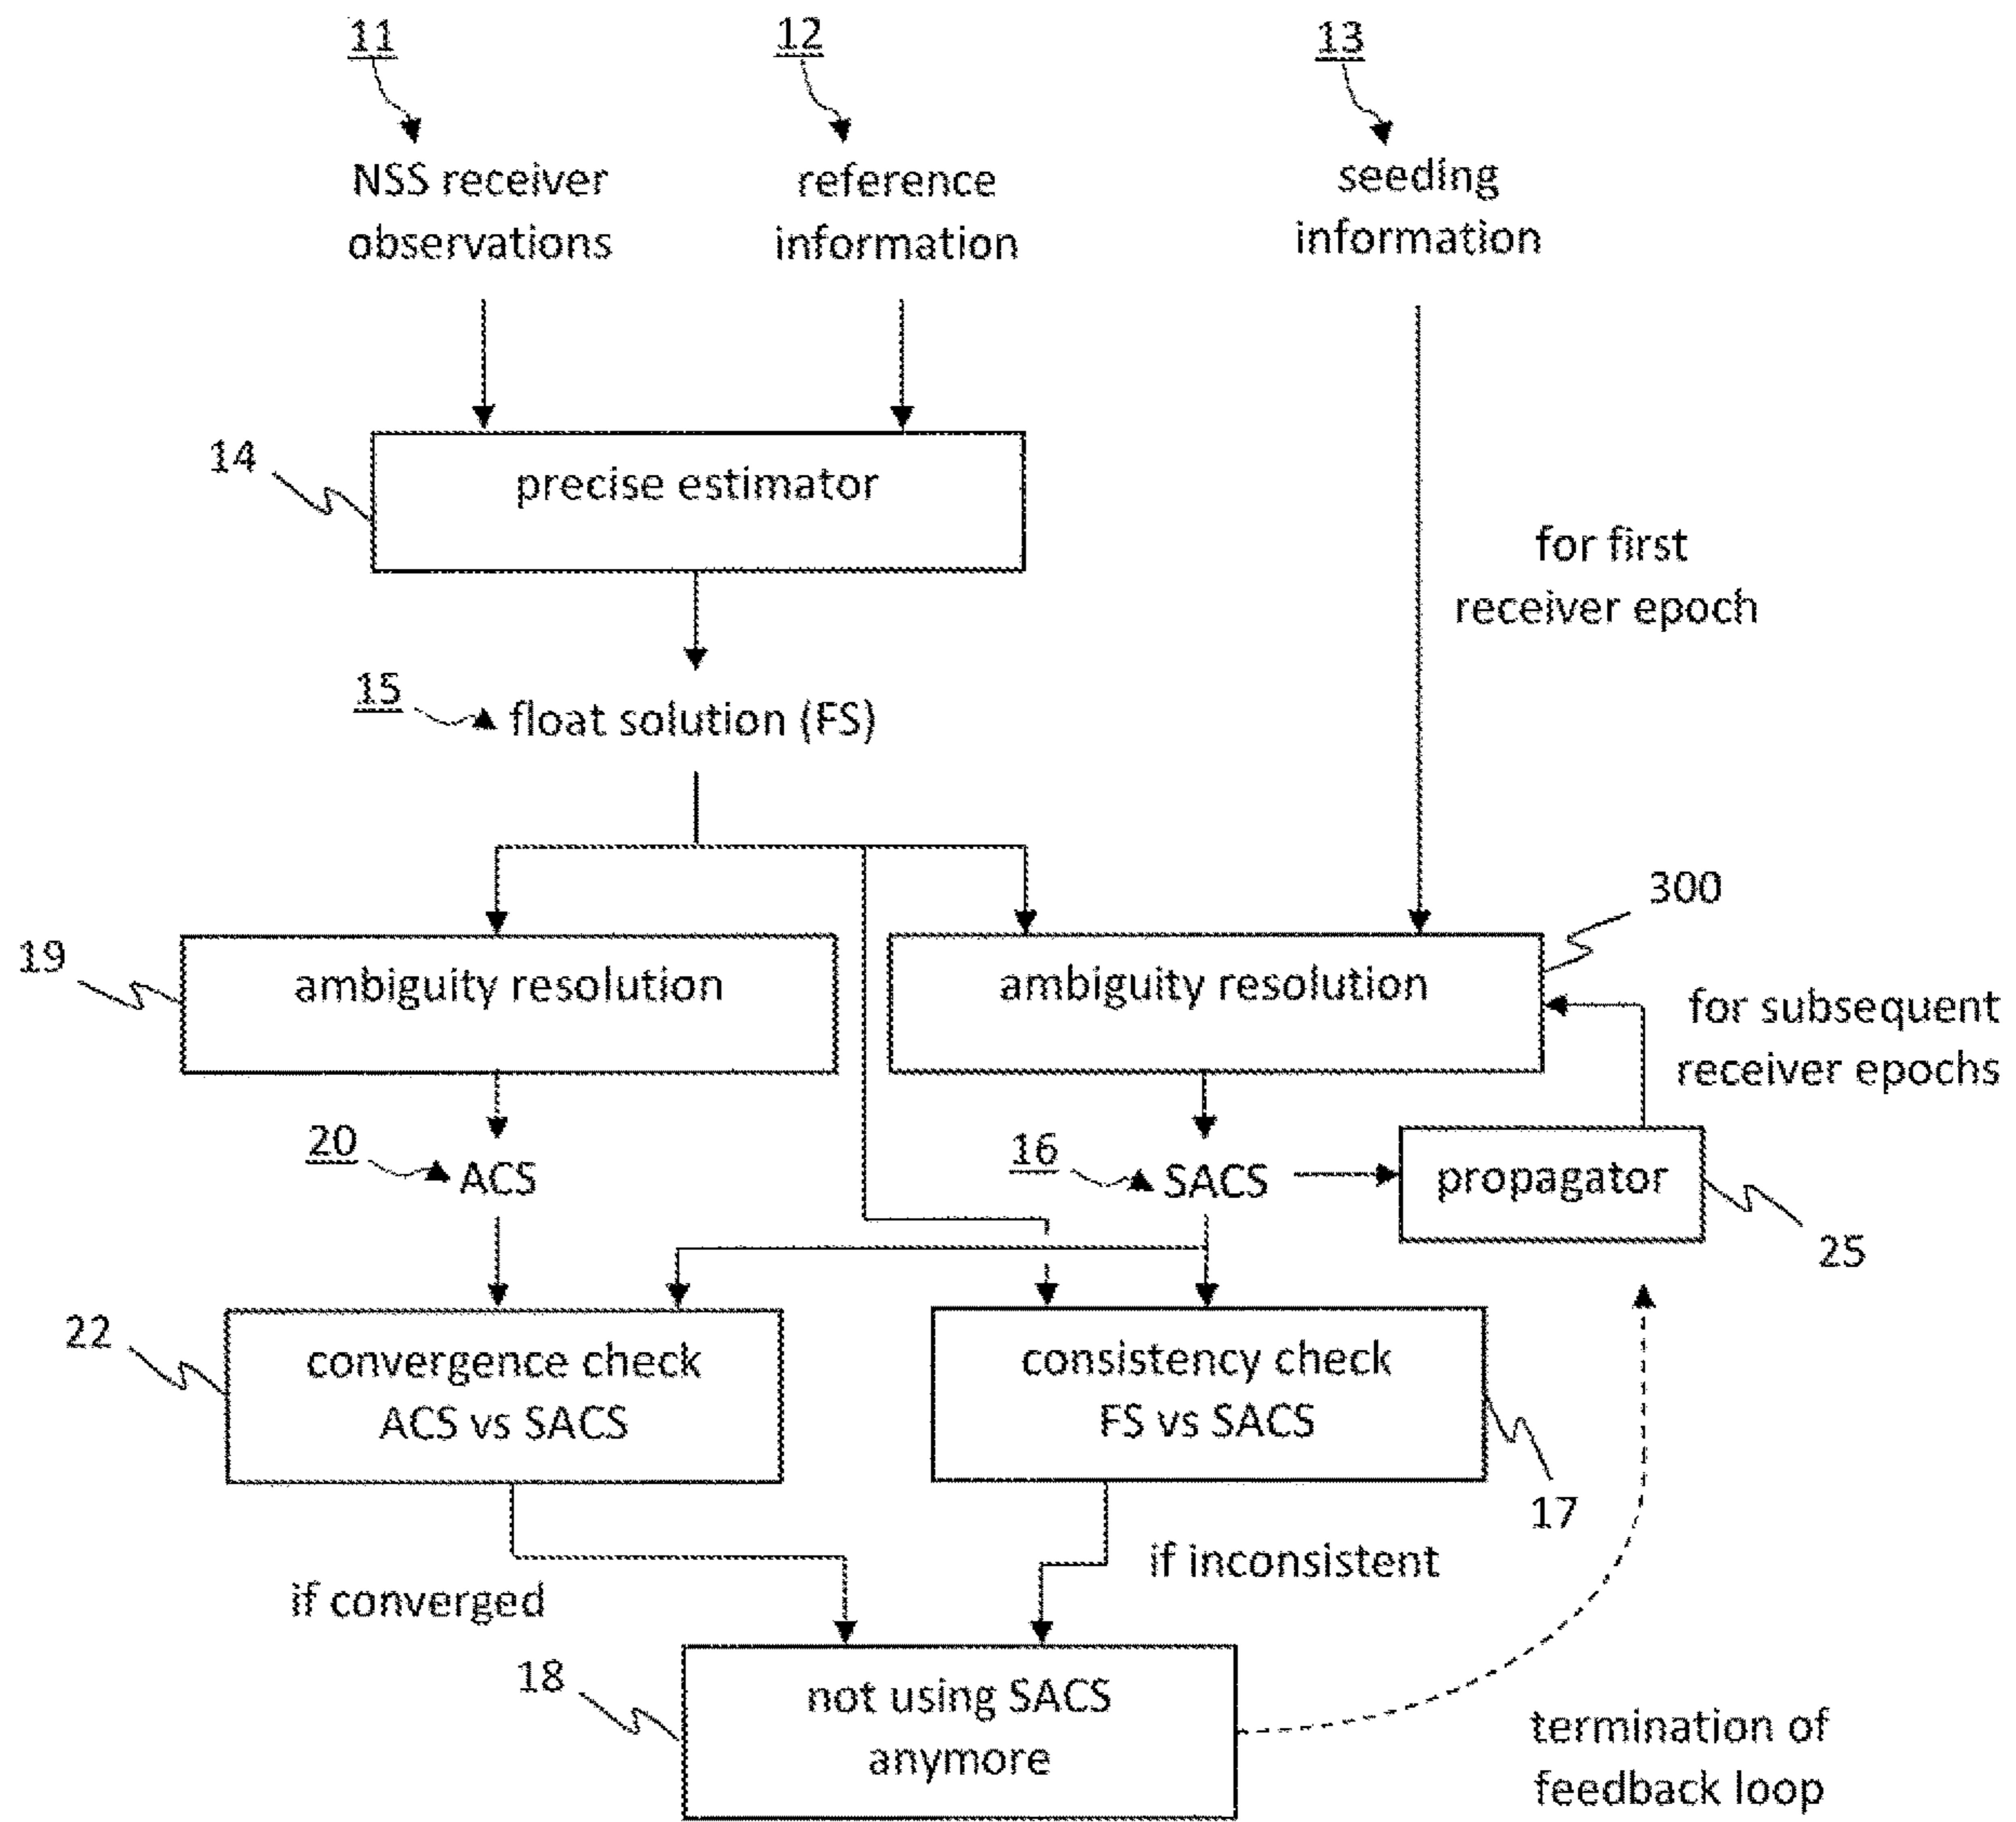 11
12
13
NSS receiver
observations
reference
information
seeding
information
14
precise estimator
for first
receiver epoch
15
float solution (FS)
300
19
ambiguity resolution
ambiguity resolution
for subsequent
receiver epochs
20
ACS
16
SACS
propagator
25
22
convergence check
ACS vs SACS
consistency check
FS vs SACS
17
if converged
if inconsistent
18
not using SACS
anymore
termination of
feedback loop